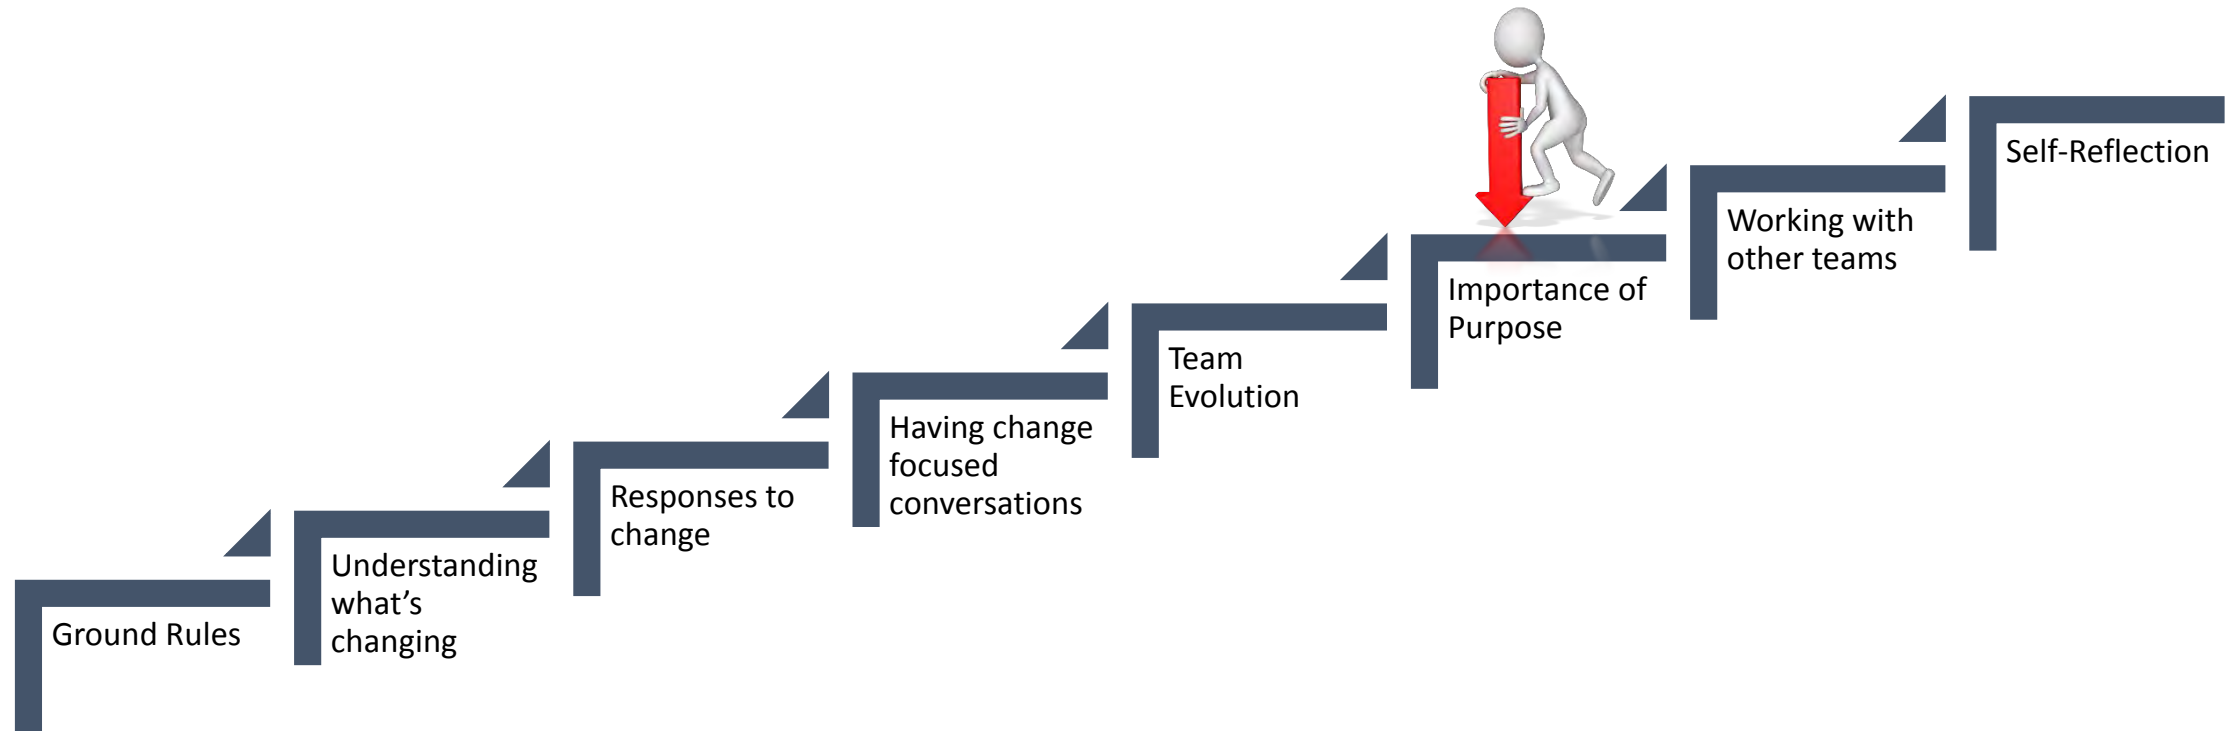 Ground Rules
Understanding
what’s
changing
Responses to
change
Having change
focused
conversations
Team
Evolution
Importance of
Purpose
Working with
other teams
Self-Reflection